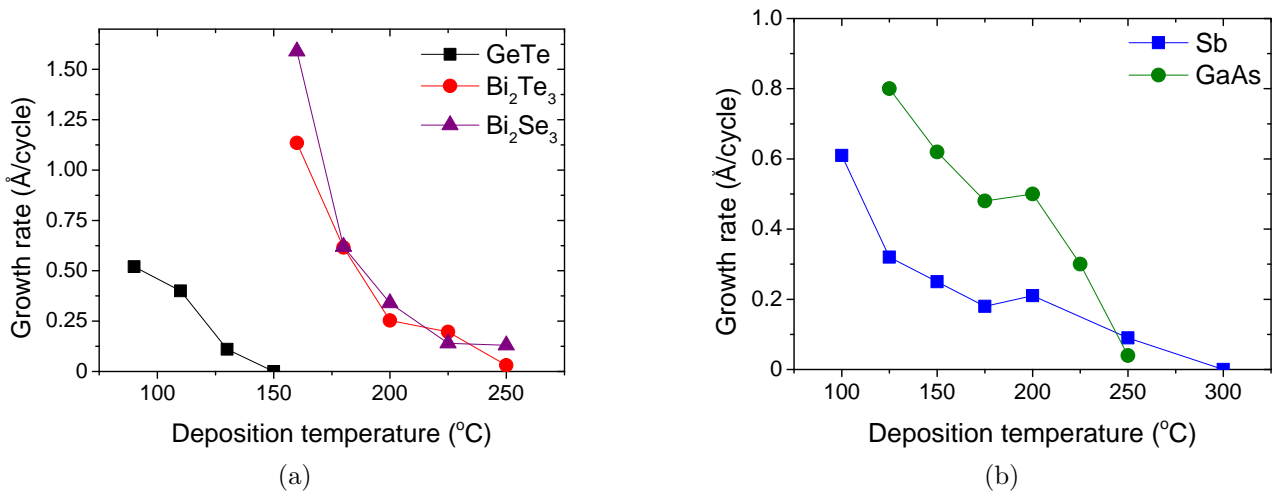 1.50
1.25
1.00
0.75
0.50
0.25
0
Growth rate (Å/cycle)
GeTe
Bi₂Te₃
Bi₂Se₃
100 150 200 250
Deposition temperature (°C)
(a)
1.0
0.8
0.6
0.4
0.2
0
Growth rate (Ǎ/cycle)
Sb
GaAs
100 150 200 250 300
Deposition temperature (°C)
(b)